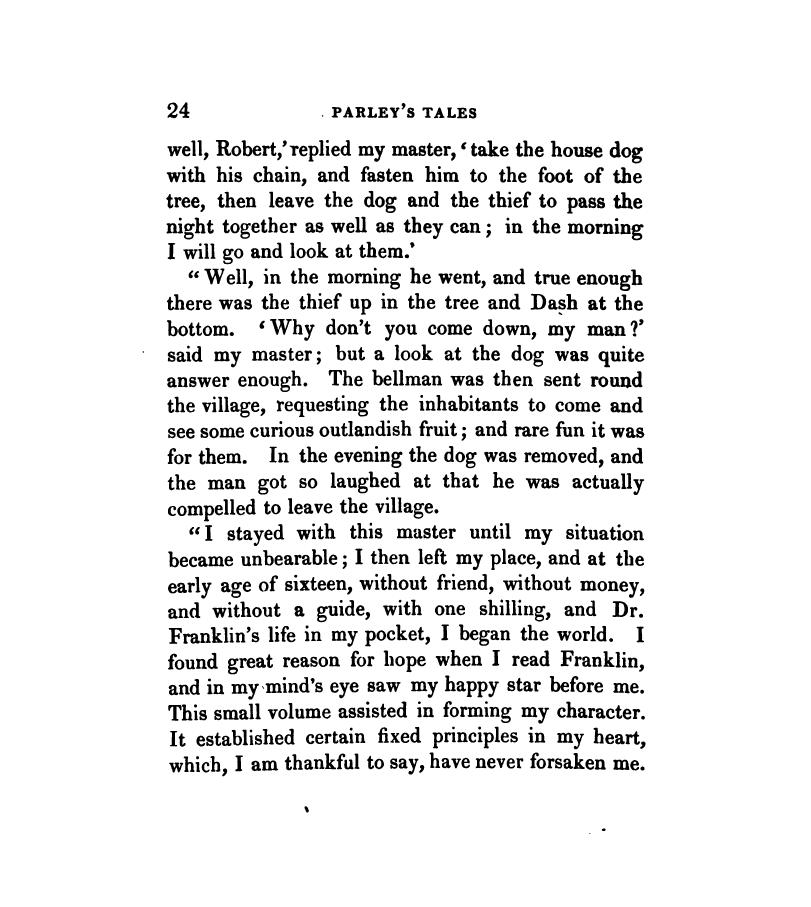 24 PARLEY'S TALES
well, Robert,' replied my master, 'take the house dog
with his chain, and fasten him to the foot of the
tree, then leave the dog and the thief to pass the
night together as well as they can; in the morning
I will go and look at them.'
"Well, in the morning he went, and true enough
there was the thief up in the tree and Dash at the
bottom. 'Why don't you come down, my man?'
said my master; but a look at the dog was quite
answer enough. The bellman was then sent round
the village, requesting the inhabitants to come and
see some curious outlandish fruit; and rare fun it was
for them. In the evening the dog was removed, and
the man got so laughed at that he was actually
compelled to leave the village.
"I stayed with this master until my situation
became unbearable; I then left my place, and at the
early age of sixteen, without friend, without money,
and without a guide, with one shilling, and Dr.
Franklin's life in my pocket, I began the world. I
found great reason for hope when I read Franklin,
and in my mind's eye saw my happy star before me.
This small volume assisted in forming my character.
It established certain fixed principles in my heart,
which, I am thankful to say, have never forsaken me.